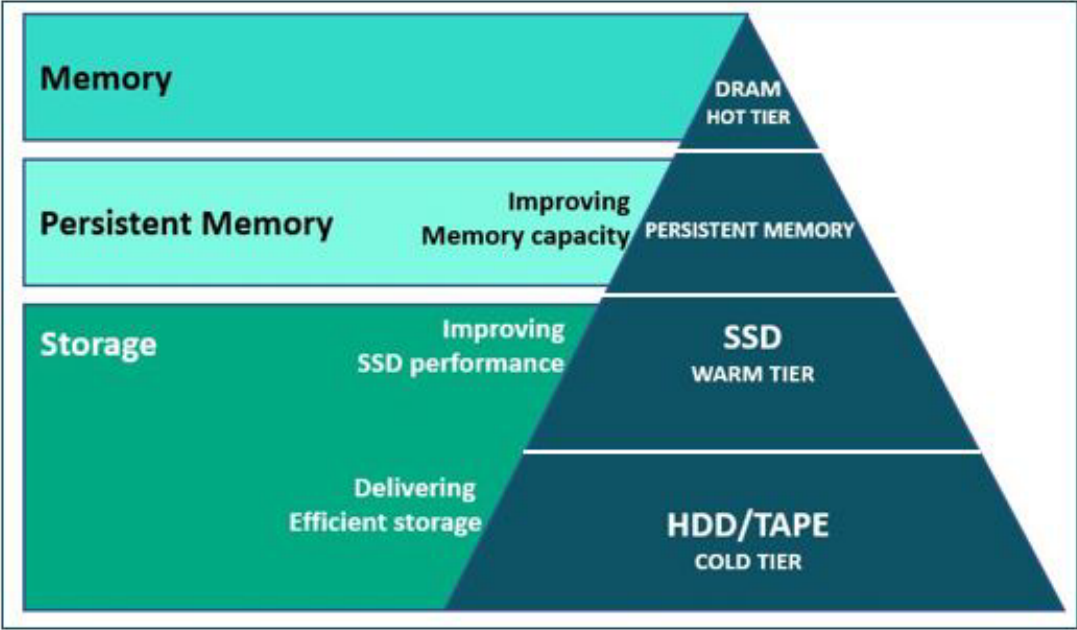 Memory
DRAM
HOT TIER
Persistent Memory
Improving
Memory capacity
PERSISTENT MEMORY
Storage
Improving
SSD performance
SSD
WARM TIER
Delivering
Efficient storage
HDD/TAPE
COLD TIER